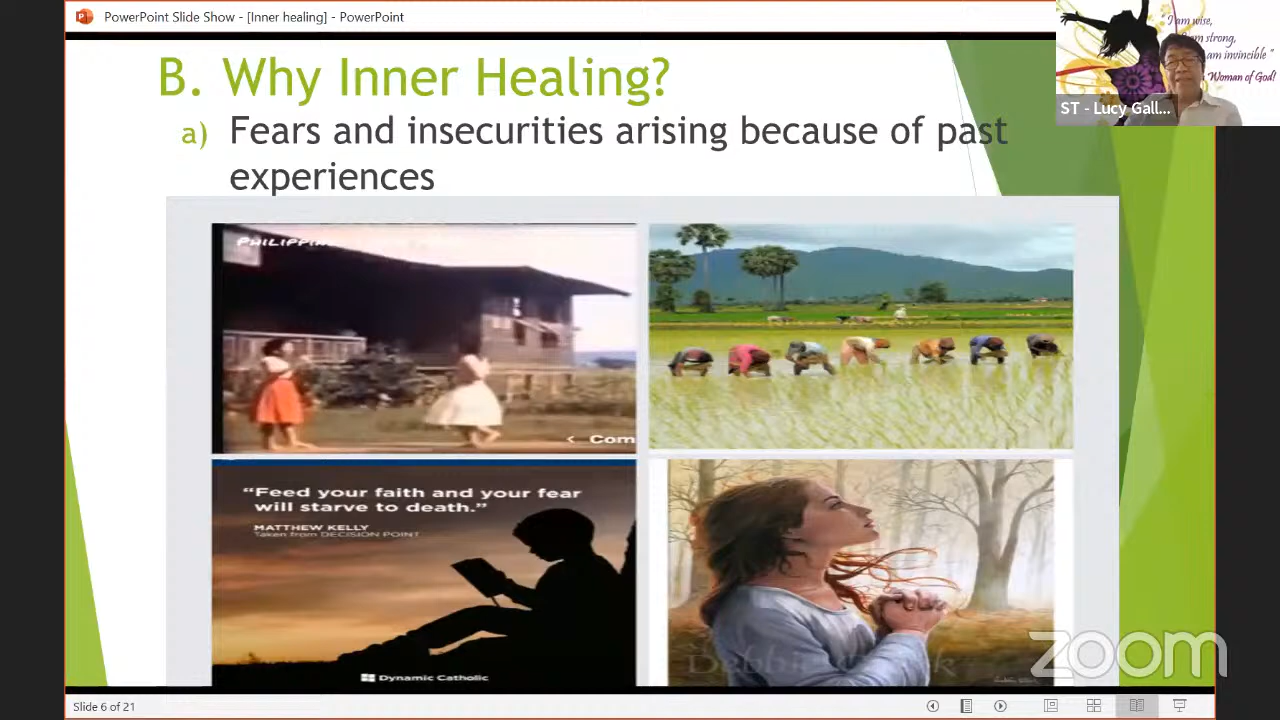 PowerPoint Slide Show - [Inner healing] - PowerPoint
"I am wise,
am strong,
am invincible"
Woman of God!
ST - Lucy Gall...
B. Why Inner Healing?
a) Fears and insecurities arising because of past
experiences
PHILIPPIN
< Com
"Feed your faith and your fear
will starve to death."
MATTHEW KELLY
Taken from DECISION POINT
Dynamic Catholic
zoom
Slide 6 of 21